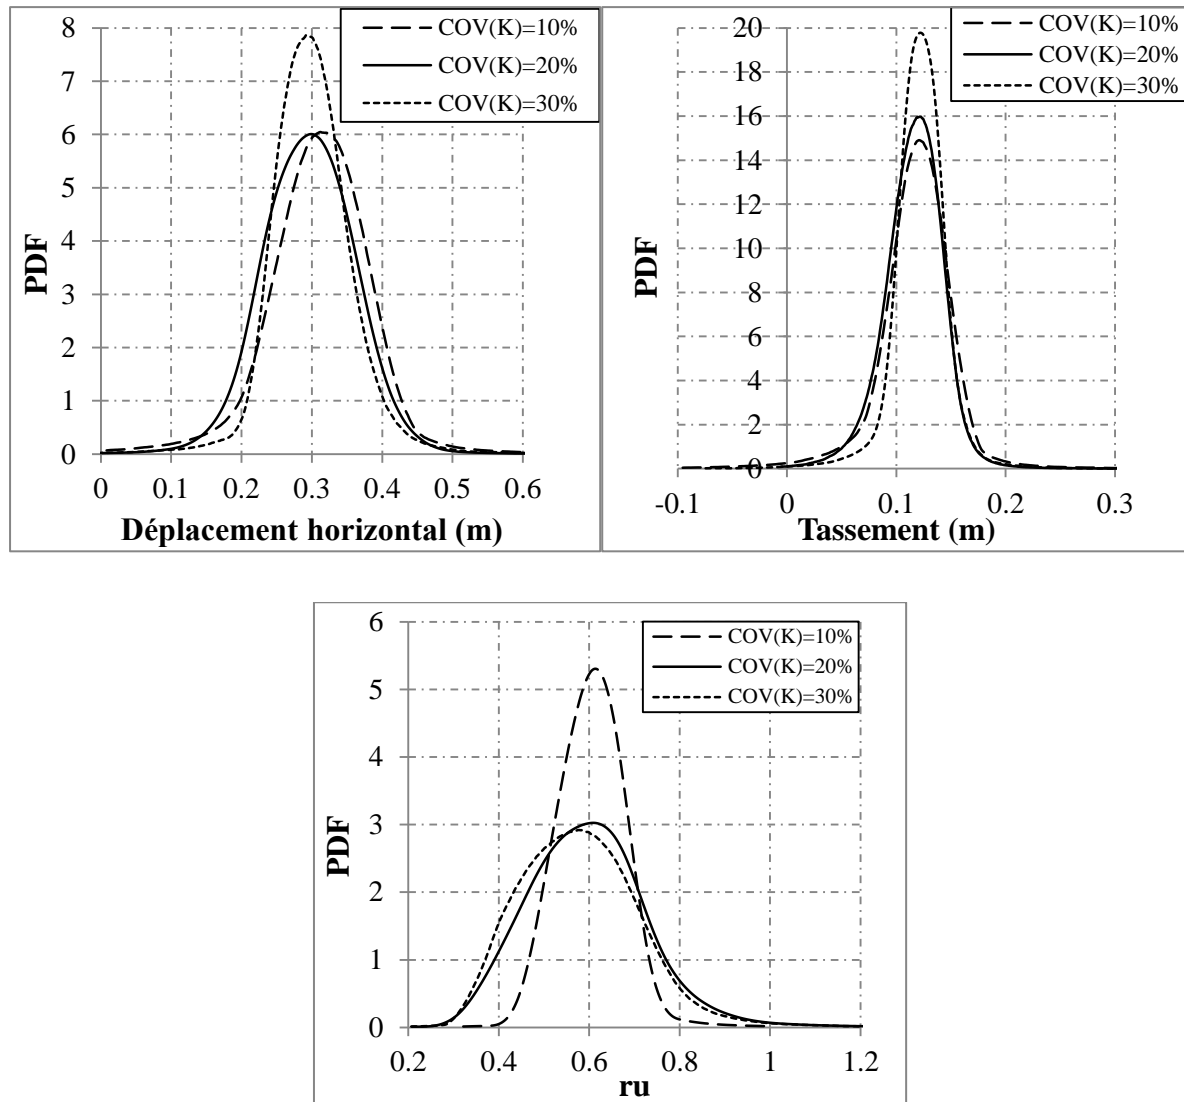 COV(K)=10%
COV(K)=20%
COV(K)=30%
8
7
6
5
4
3
2
1
0
PDF
0 0.1 0.2 0.3 0.4 0.5 0.6
Déplacement horizontal (m)
COV(K)=10%
COV(K)=20%
COV(K)=30%
20
18
16
14
12
10
8
6
4
2
0
PDF
-0.1 0 0.1 0.2 0.3
Tassement (m)
COV(K)=10%
COV(K)=20%
COV(K)=30%
6
5
4
3
2
1
0
PDF
0.2 0.4 0.6 0.8 1 1.2
ru